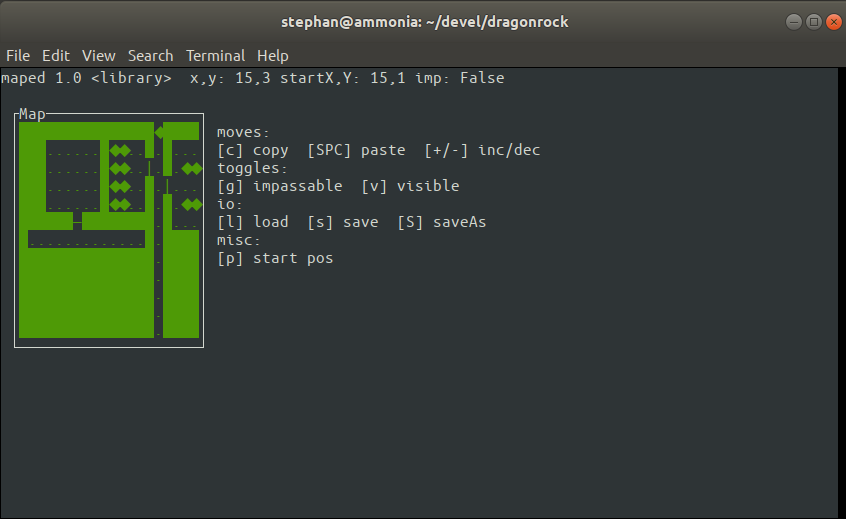 stephan@ammonia: ~/devel/dragonrock
File Edit View Search Terminal Help
maped 1.0 <library>  x,y: 15,3 startX,Y: 15,1 imp: False
Map
moves:
[c] copy  [SPC] paste  [+/-] inc/dec
toggles:
[g] impassable  [v] visible
io:
[l] load  [s] save  [S] saveAs
misc:
[p] start pos